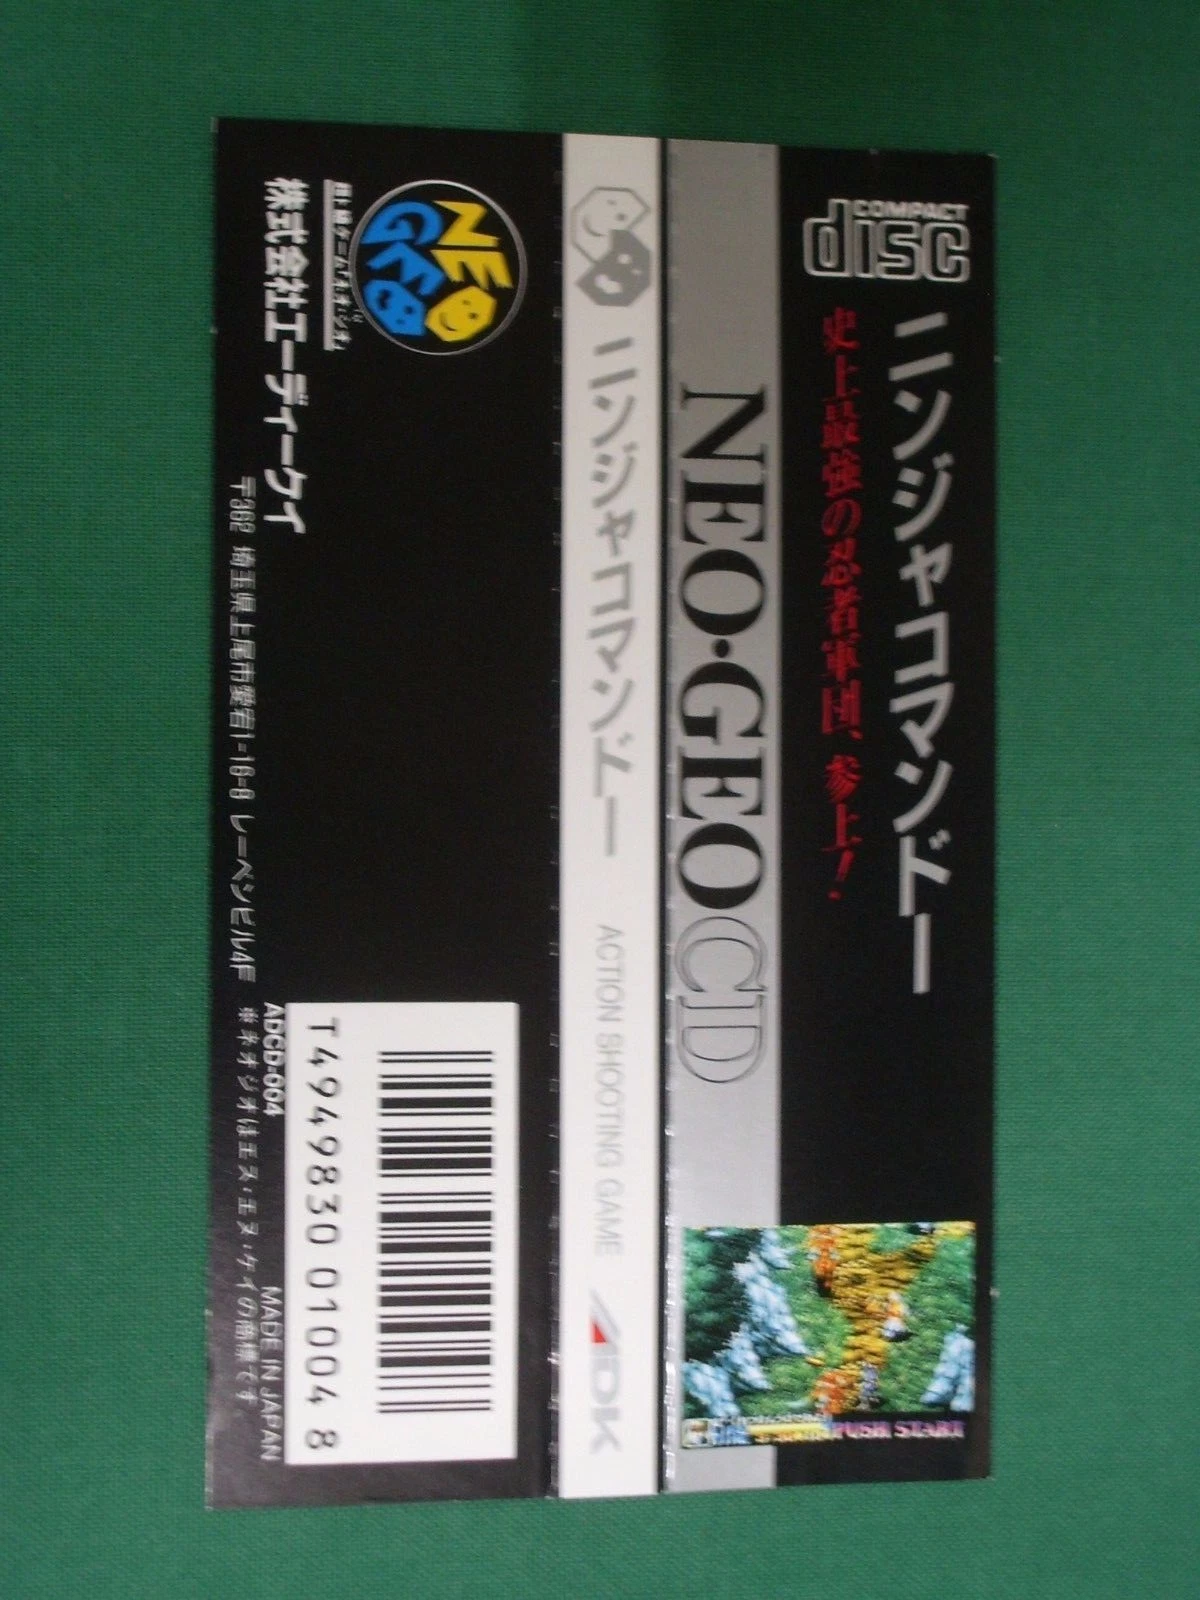 COMPACT
disc
ニンジャコマンドー
史上最強の忍者軍団、参上！
NEO・GEO CD
PUSH START
ニンジャコマンドー
ACTION SHOOTING GAME
ADK
NEO
GEO
株式会社エーディーケイ
〒362 埼玉県上尾市愛宕1-16-8 レーベンビル4F
※ネオジオはエス・エヌ・ケイの商標です。
ADCD-004
MADE IN JAPAN
T4949830 01004 8